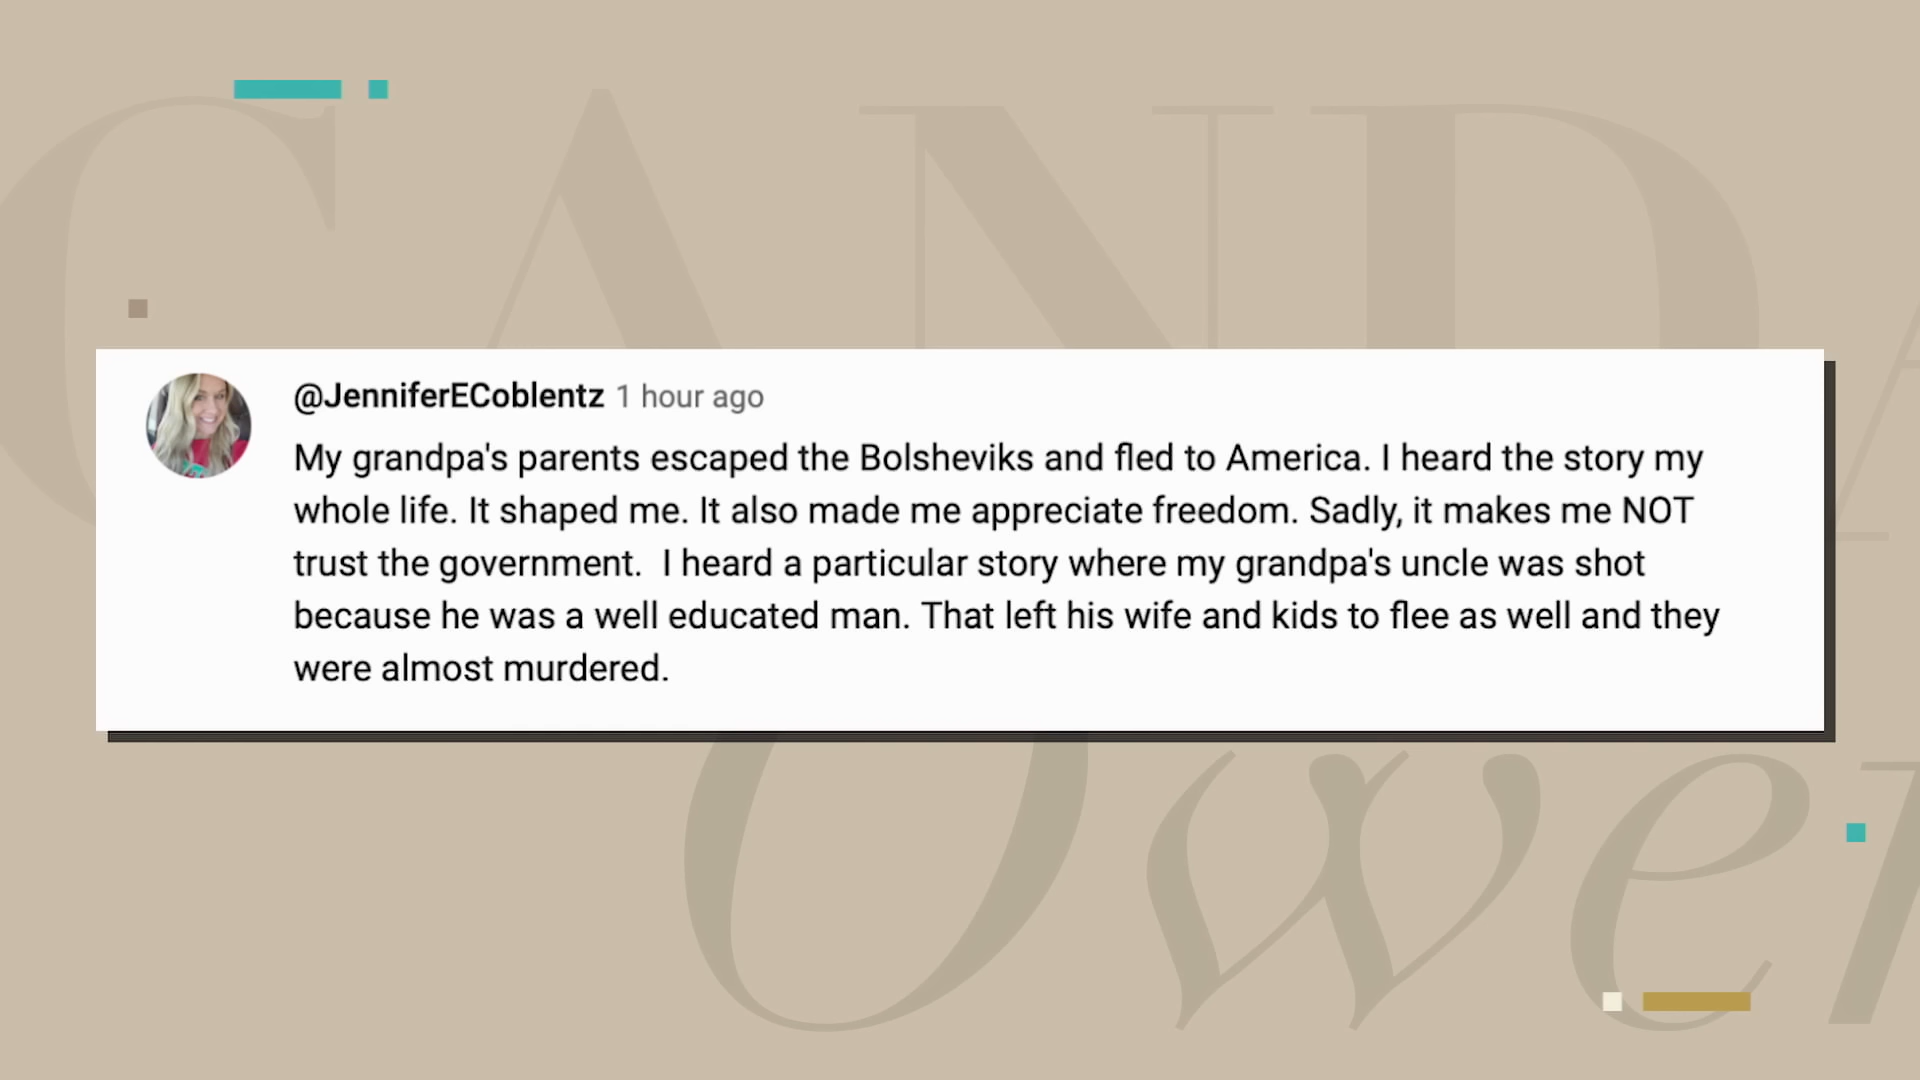 CANDA
@JenniferECoblentz 1 hour ago
My grandpa's parents escaped the Bolsheviks and fled to America. I heard the story my
whole life. It shaped me. It also made me appreciate freedom. Sadly, it makes me NOT
trust the government.  I heard a particular story where my grandpa's uncle was shot
because he was a well educated man. That left his wife and kids to flee as well and they
were almost murdered.
Owen